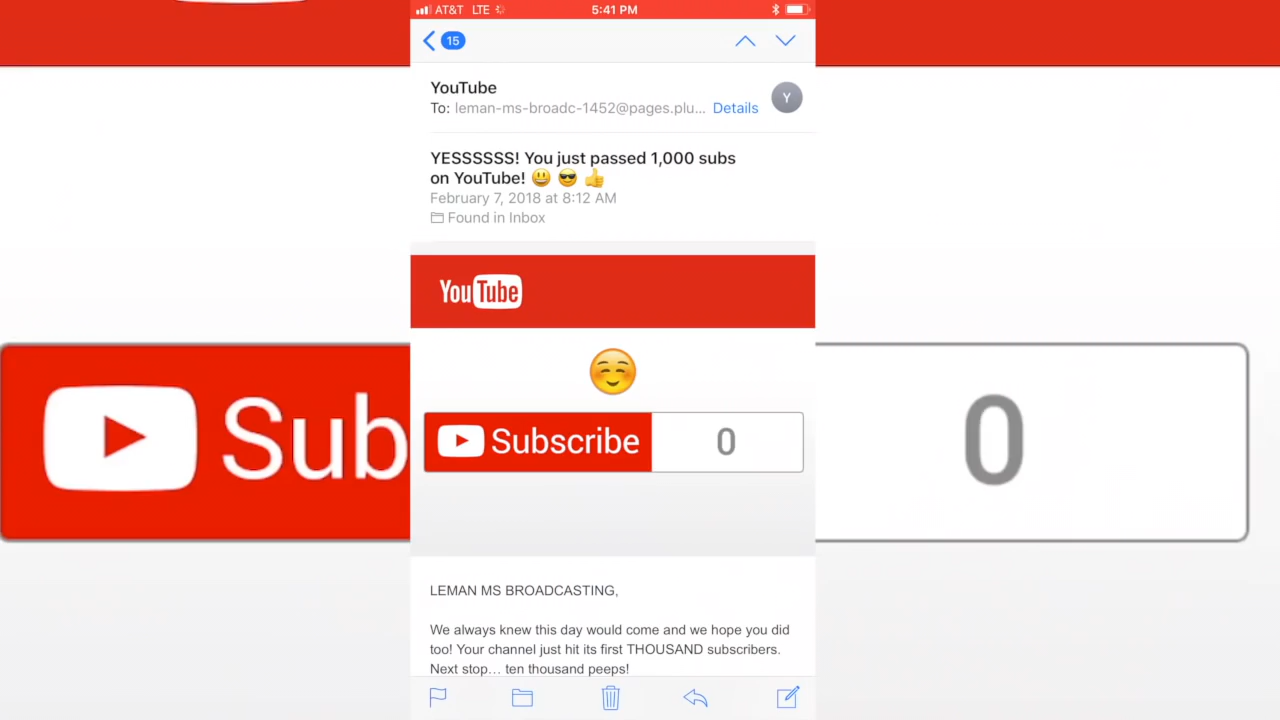 AT&T LTE 5:41 PM
15
YouTube
To: leman-ms-broadc-1452@pages.plu... Details
Y
YESSSSSS! You just passed 1,000 subs
on YouTube! 😃 😎 👍
February 7, 2018 at 8:12 AM
Found in Inbox
YouTube
Subscribe 0
Sub 0
LEMAN MS BROADCASTING,
We always knew this day would come and we hope you did
too! Your channel just hit its first THOUSAND subscribers.
Next stop... ten thousand peeps!